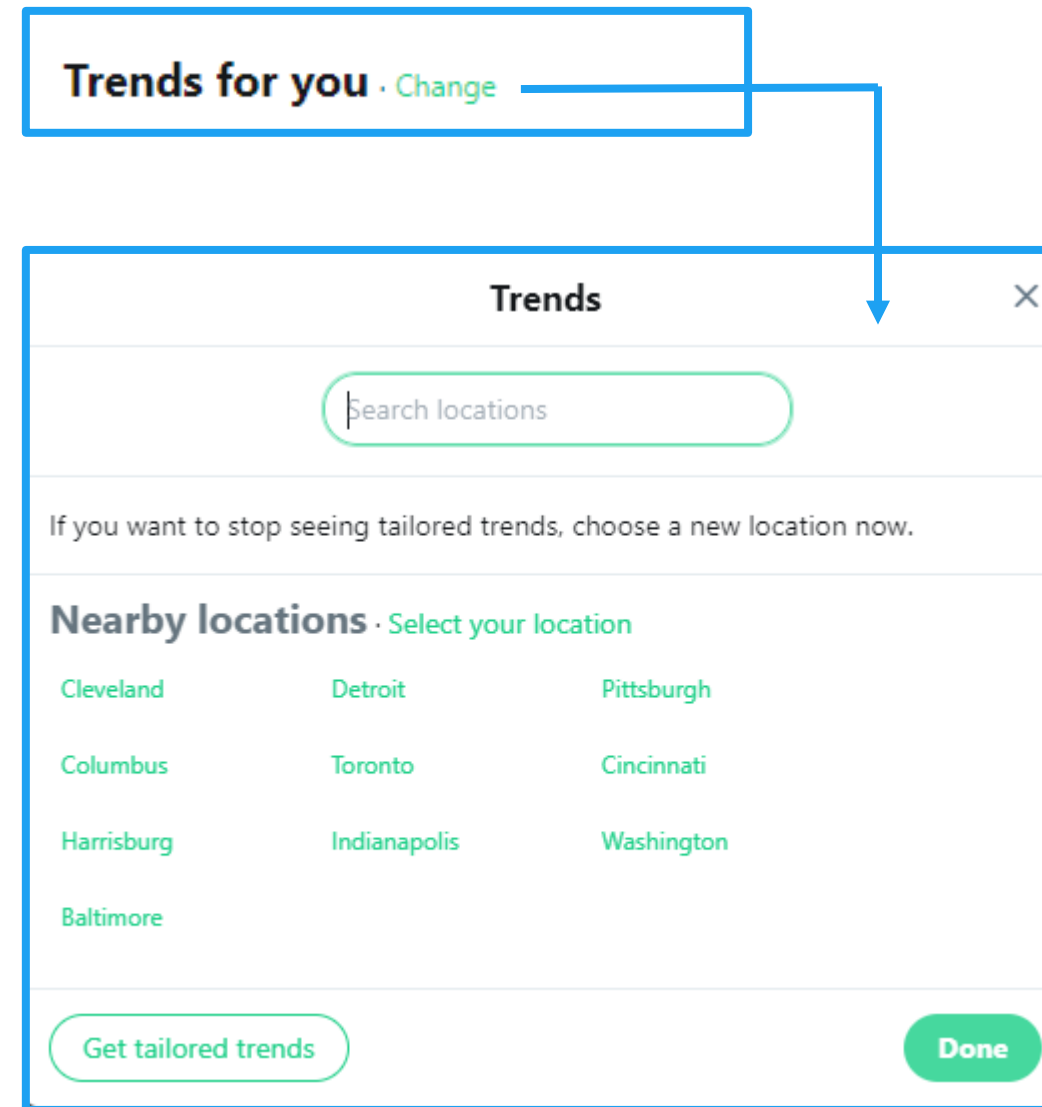 Trends for you · Change
Trends
Search locations
If you want to stop seeing tailored trends, choose a new location now.
Nearby locations · Select your location
Cleveland Detroit Pittsburgh
Columbus Toronto Cincinnati
Harrisburg Indianapolis Washington
Baltimore
Get tailored trends Done